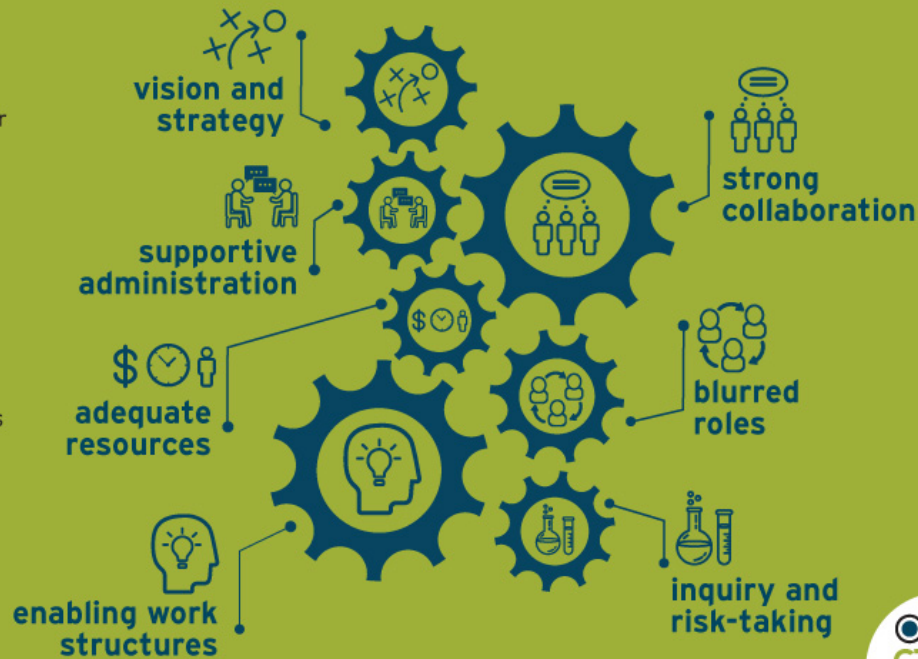 vision and
strategy
supportive
administration
$
adequate
resources
enabling work
structures
strong
collaboration
blurred
roles
inquiry and
risk-taking